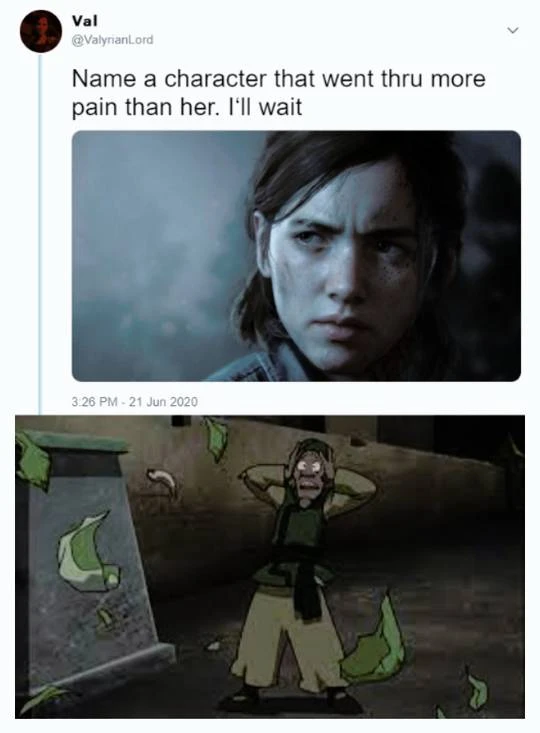 Val
@ValyrianLord
Name a character that went thru more
pain than her. I'll wait
3:26 PM - 21 Jun 2020